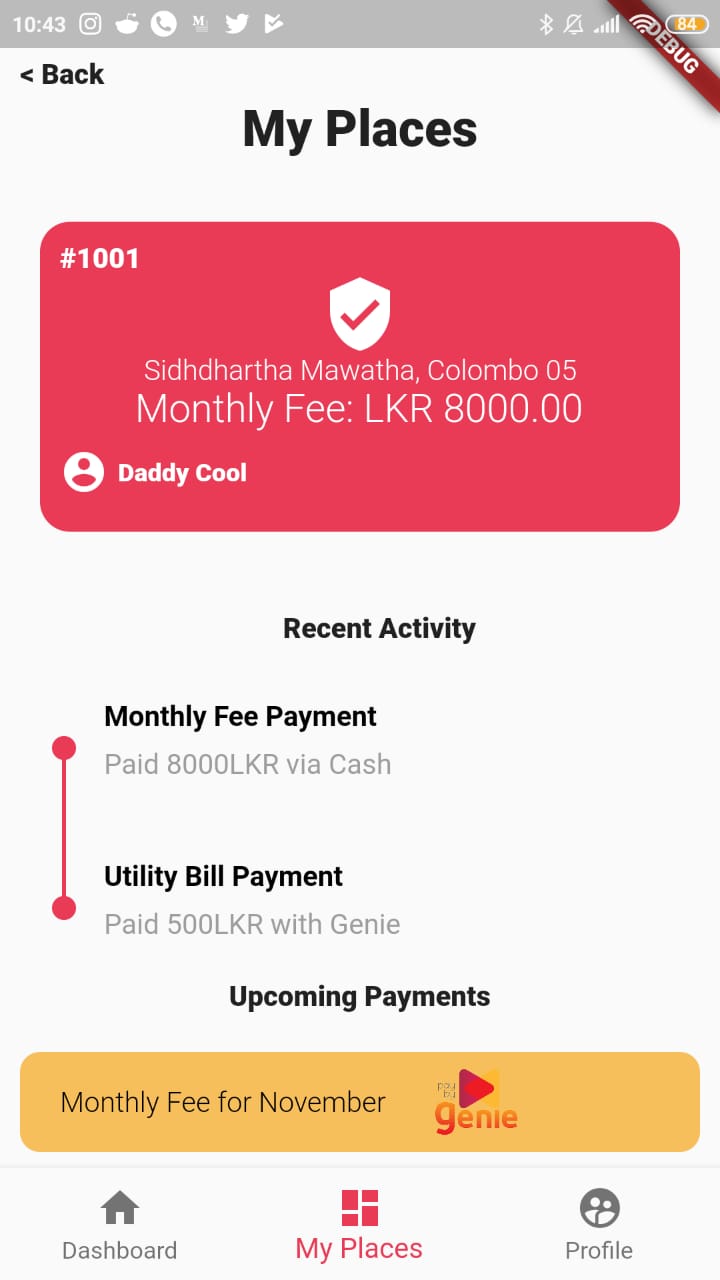 10:43
M
84
DEBUG
< Back
My Places
#1001
Sidhdhartha Mawatha, Colombo 05
Monthly Fee: LKR 8000.00
Daddy Cool
Recent Activity
Monthly Fee Payment
Paid 8000LKR via Cash
Utility Bill Payment
Paid 500LKR with Genie
Upcoming Payments
Monthly Fee for November
pay by
genie
Dashboard
My Places
Profile